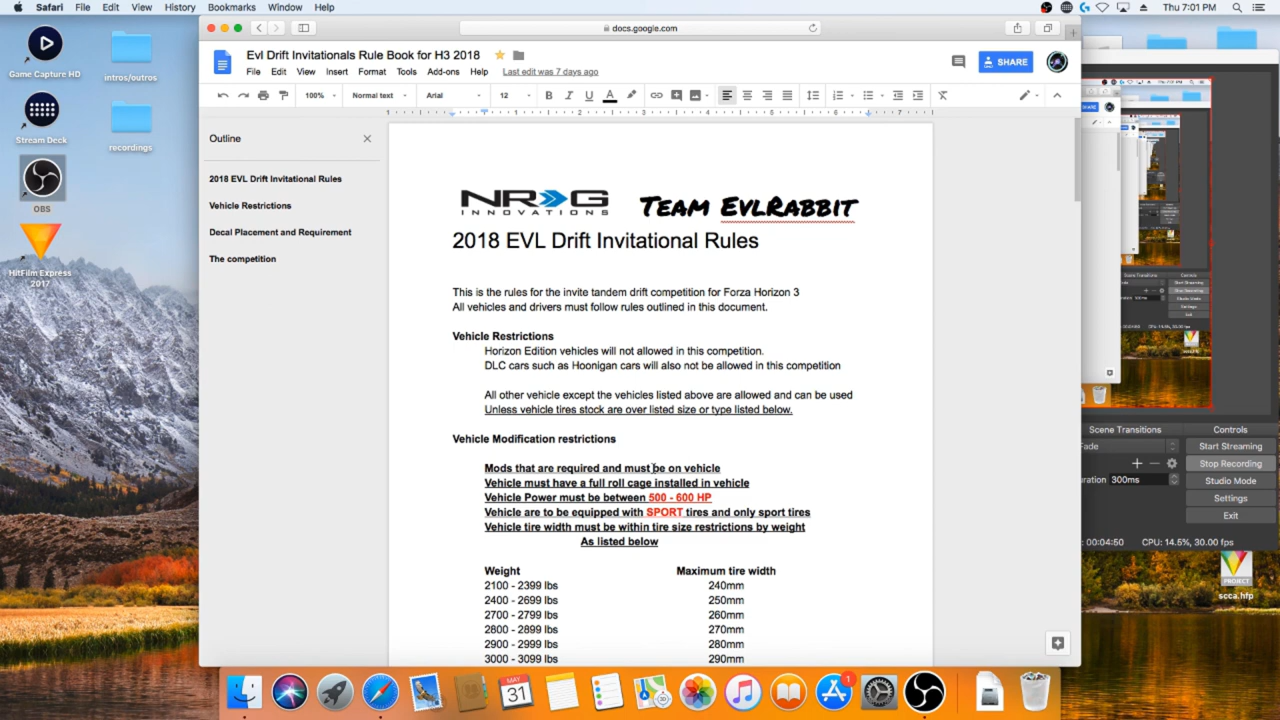 Safari File Edit View History Bookmarks Window Help
Thu 7:01 PM
docs.google.com
Game Capture HD
intros/outros
Stream Deck
recordings
OBS
HitFilm Express
2017
Evl Drift Invitationals Rule Book for H3 2018
File Edit View Insert Format Tools Add-ons Help Last edit was 7 days ago
SHARE
100% Normal text 12 B I U A
1 2 3 4 5 6 7
Outline
2018 EVL Drift Invitational Rules
Vehicle Restrictions
Decal Placement and Requirement
The competition
NRG INNOVATIONS
TEAM EVLRABBIT
2018 EVL Drift Invitational Rules
This is the rules for the invite tandem drift competition for Forza Horizon 3
All vehicles and drivers must follow rules outlined in this document.
Vehicle Restrictions
Horizon Edition vehicles will not allowed in this competition.
DLC cars such as Hoonigan cars will also not be allowed in this competition
All other vehicle except the vehicles listed above are allowed and can be used
Unless vehicle tires stock are over listed size or type listed below.
Vehicle Modification restrictions
Mods that are required and must be on vehicle
Vehicle must have a full roll cage installed in vehicle
Vehicle Power must be between 500 - 600 HP
Vehicle are to be equipped with SPORT tires and only sport tires
Vehicle tire width must be within tire size restrictions by weight
As listed below
Weight Maximum tire width
2100 - 2399 lbs 240mm
2400 - 2699 lbs 250mm
2700 - 2799 lbs 260mm
2800 - 2899 lbs 270mm
2900 - 2999 lbs 280mm
3000 - 3099 lbs 290mm
Scene Transitions Controls
Fade
Start Streaming
Stop Recording
Studio Mode
Settings
Exit
uration 300ms
00:04:50 CPU: 14.5%, 30.00 fps
PROJECT
scca.hfp
MAY
31
1